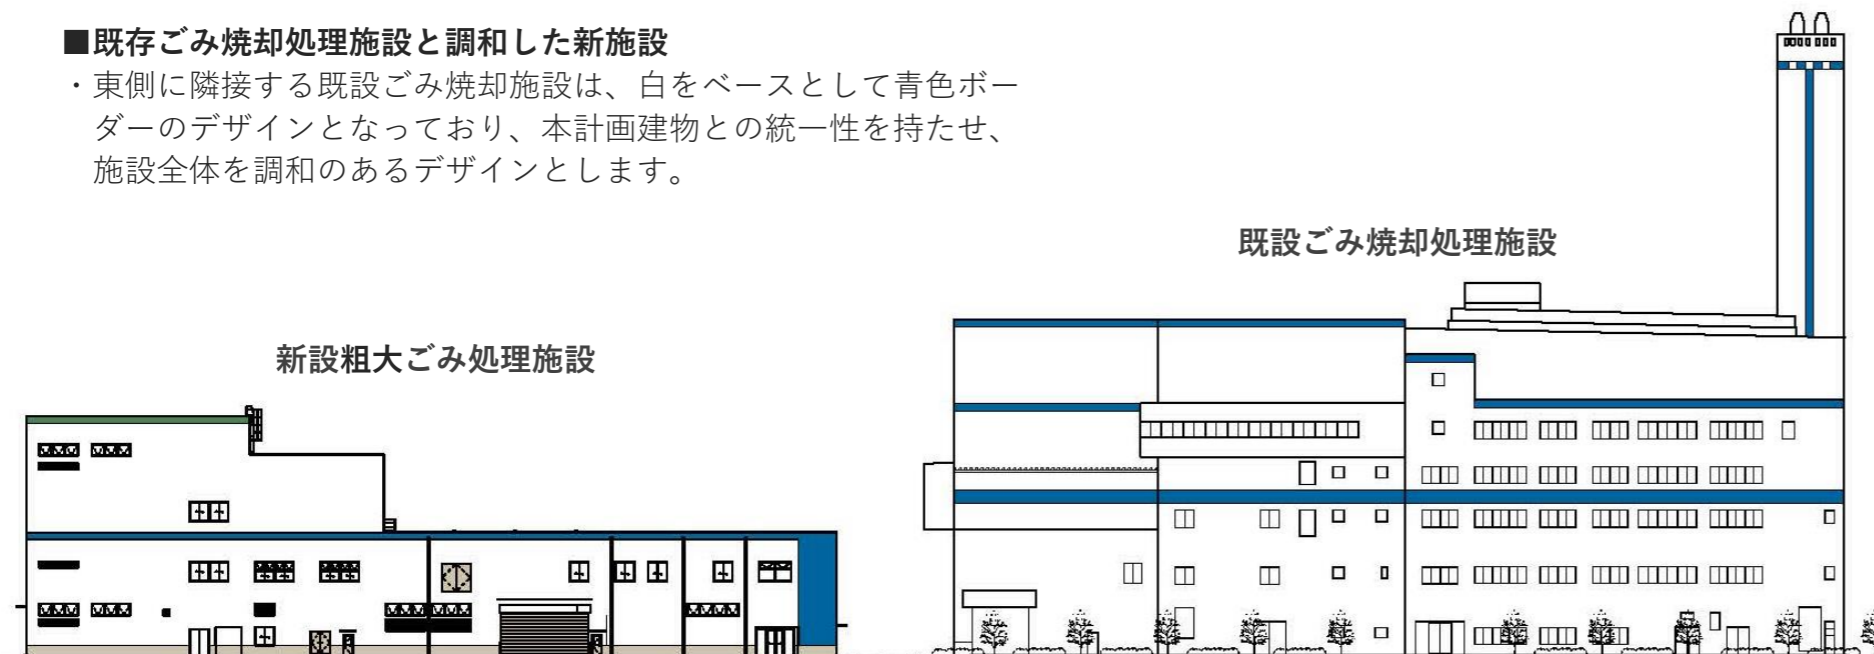 ■既存ごみ焼却処理施設と調和した新施設
・東側に隣接する既設ごみ焼却施設は、白をベースとして青色ボー
ダーのデザインとなっており、本計画建物との統一性を持たせ、
施設全体を調和のあるデザインとします。
既設ごみ焼却処理施設
新設粗大ごみ処理施設